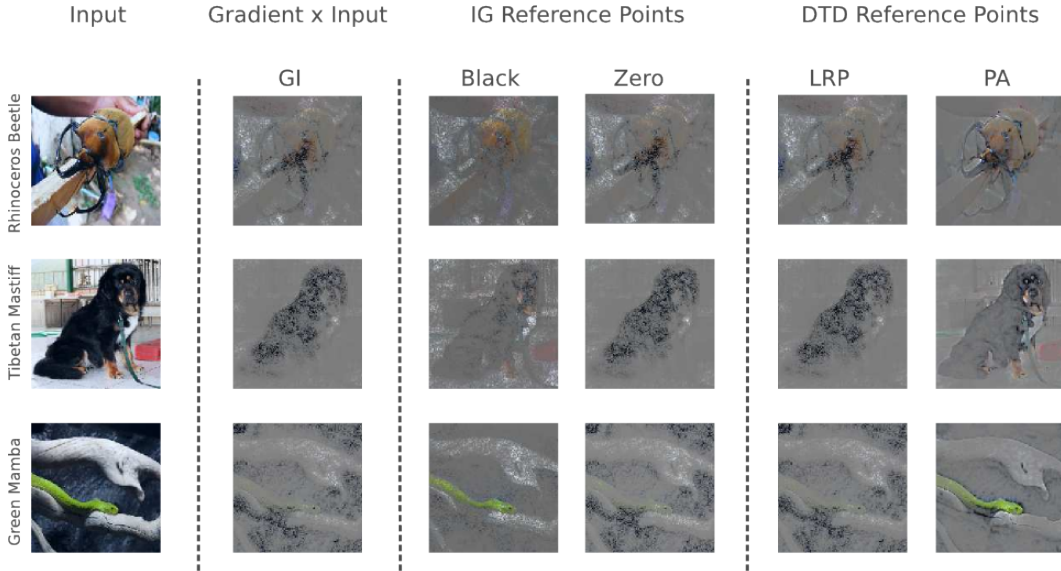 Input
Gradient x Input
IG Reference Points
DTD Reference Points
GI
Black
Zero
LRP
PA
Rhinoceros Beetle
Tibetan Mastiff
Green Mamba